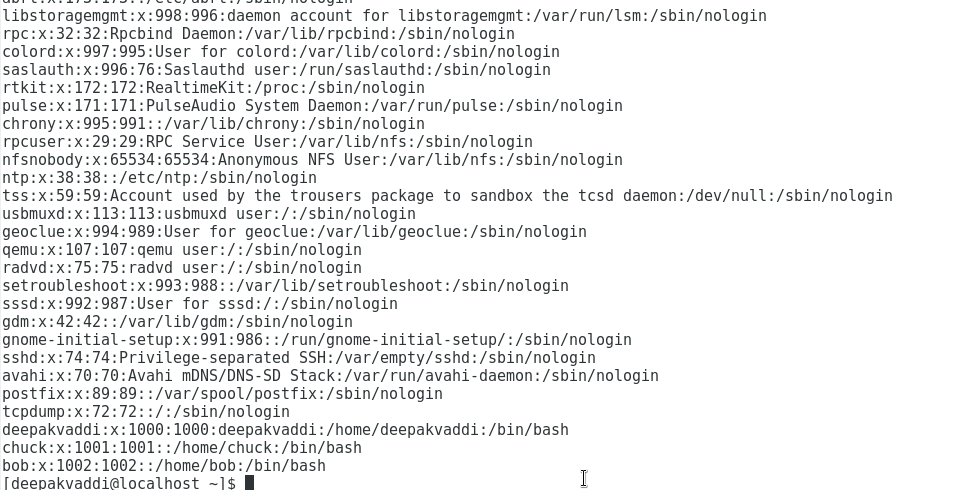 abrt:x:173:173::/etc/abrt:/sbin/nologin
libstoragemgmt:x:998:996:daemon account for libstoragemgmt:/var/run/lsm:/sbin/nologin
rpc:x:32:32:Rpcbind Daemon:/var/lib/rpcbind:/sbin/nologin
colord:x:997:995:User for colord:/var/lib/colord:/sbin/nologin
saslauth:x:996:76:Saslauthd user:/run/saslauthd:/sbin/nologin
rtkit:x:172:172:RealtimeKit:/proc:/sbin/nologin
pulse:x:171:171:PulseAudio System Daemon:/var/run/pulse:/sbin/nologin
chrony:x:995:991::/var/lib/chrony:/sbin/nologin
rpcuser:x:29:29:RPC Service User:/var/lib/nfs:/sbin/nologin
nfsnobody:x:65534:65534:Anonymous NFS User:/var/lib/nfs:/sbin/nologin
ntp:x:38:38::/etc/ntp:/sbin/nologin
tss:x:59:59:Account used by the trousers package to sandbox the tcsd daemon:/dev/null:/sbin/nologin
usbmuxd:x:113:113:usbmuxd user:/:/sbin/nologin
geoclue:x:994:989:User for geoclue:/var/lib/geoclue:/sbin/nologin
qemu:x:107:107:qemu user:/:/sbin/nologin
radvd:x:75:75:radvd user:/:/sbin/nologin
setroubleshoot:x:993:988::/var/lib/setroubleshoot:/sbin/nologin
sssd:x:992:987:User for sssd:/:/sbin/nologin
gdm:x:42:42::/var/lib/gdm:/sbin/nologin
gnome-initial-setup:x:991:986::/run/gnome-initial-setup/:/sbin/nologin
sshd:x:74:74:Privilege-separated SSH:/var/empty/sshd:/sbin/nologin
avahi:x:70:70:Avahi mDNS/DNS-SD Stack:/var/run/avahi-daemon:/sbin/nologin
postfix:x:89:89::/var/spool/postfix:/sbin/nologin
tcpdump:x:72:72::/:/sbin/nologin
deepakvaddi:x:1000:1000:deepakvaddi:/home/deepakvaddi:/bin/bash
chuck:x:1001:1001::/home/chuck:/bin/bash
bob:x:1002:1002::/home/bob:/bin/bash
[deepakvaddi@localhost ~]$